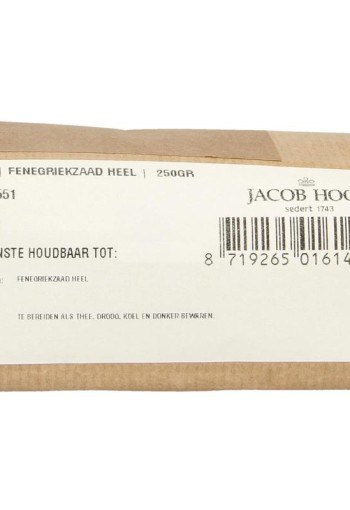 | FENEGRIEKZAAD HEEL | 250GR
551
JACOB HOO
sedert 1743
NSTE HOUDBAAR TOT:
8 719265 01614
: FENEGRIEKZAAD HEEL
TE BEREIDEN ALS THEE. DROOG, KOEL EN DONKER BEWAREN.